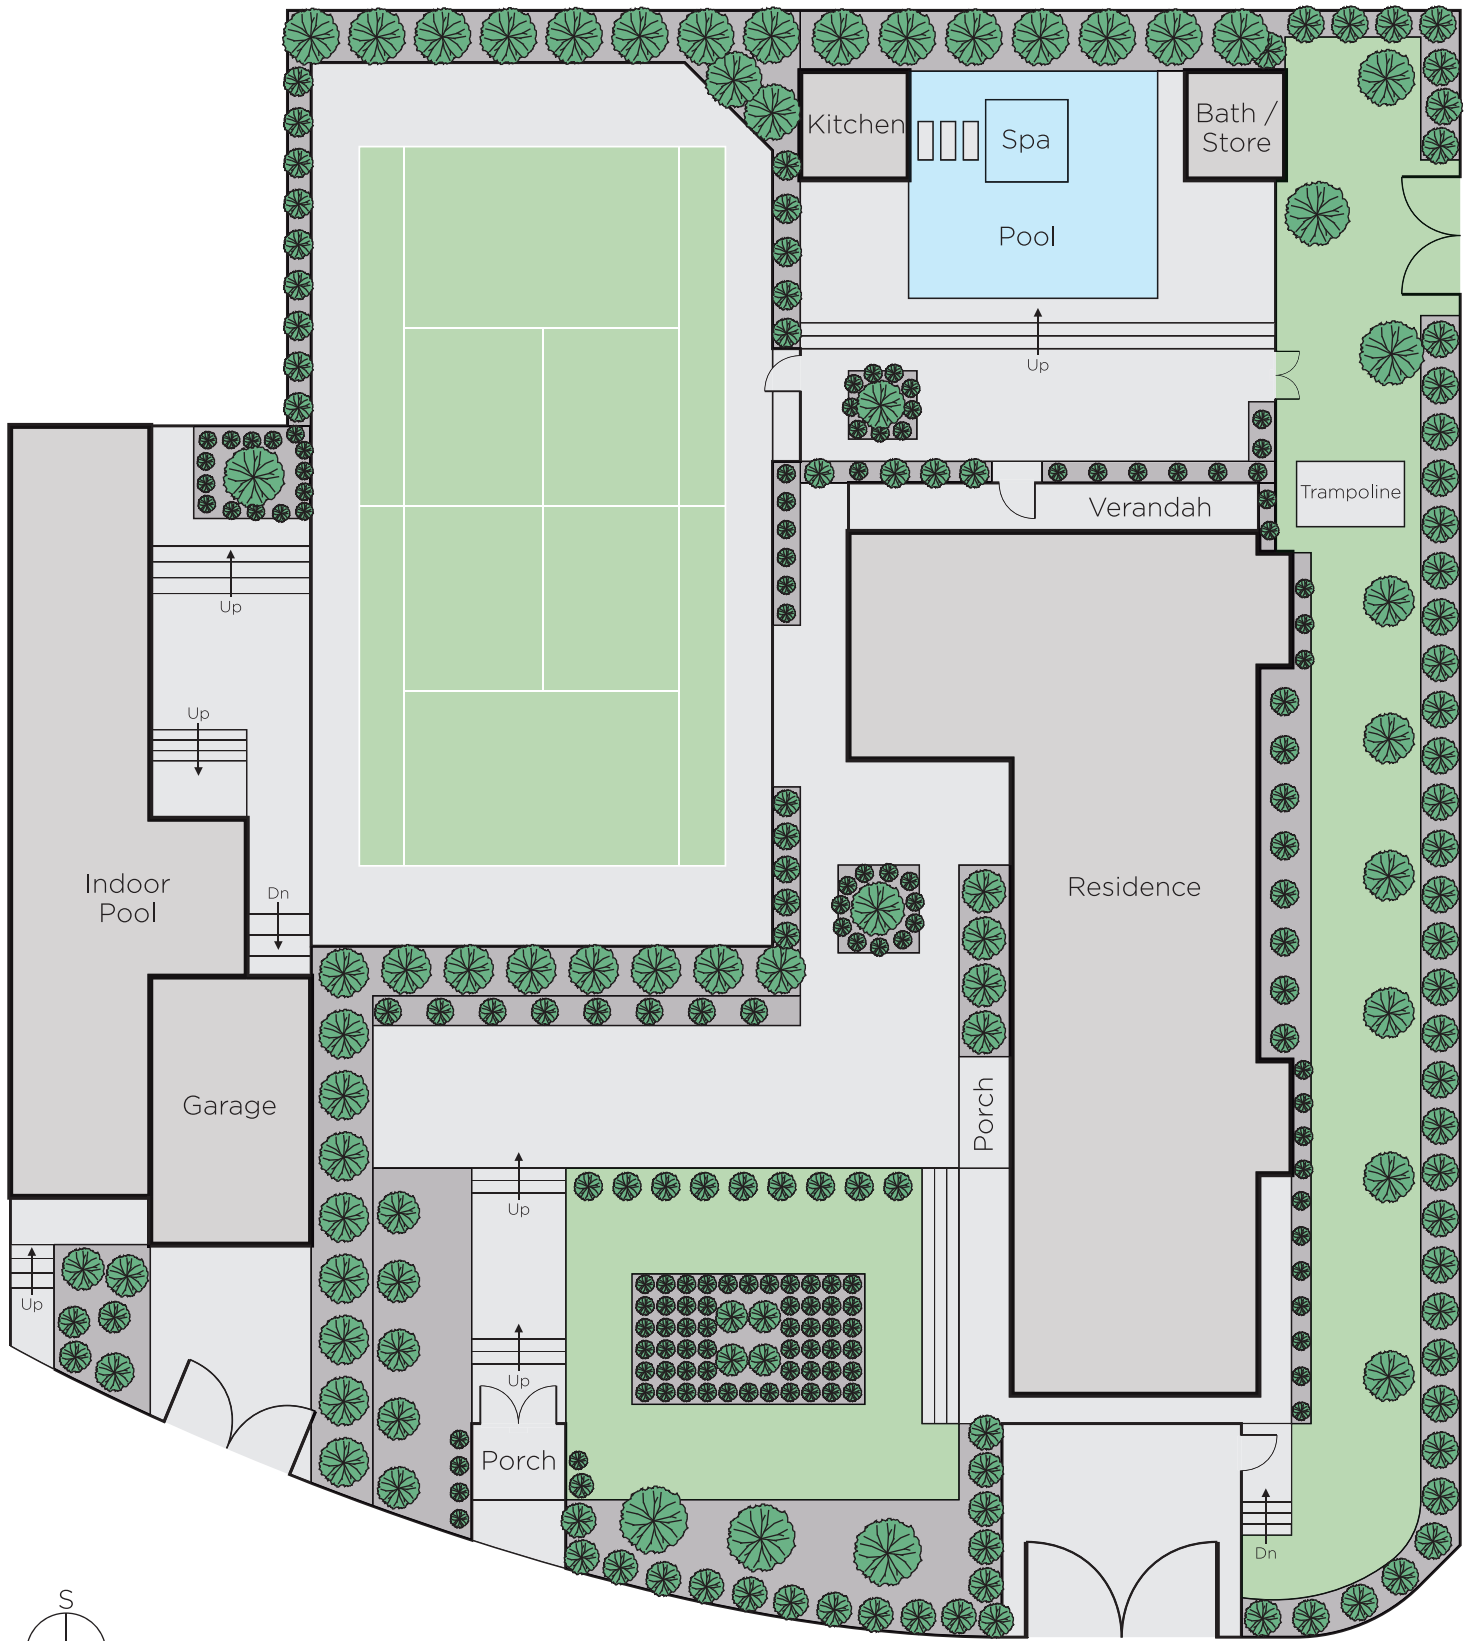 Kitchen
Spa
Bath /
Store
Pool
Up
Trampoline
Verandah
Up
Up
Indoor
Pool
Dn
Residence
Garage
Porch
Up
Up
Up
Porch
Dn
S